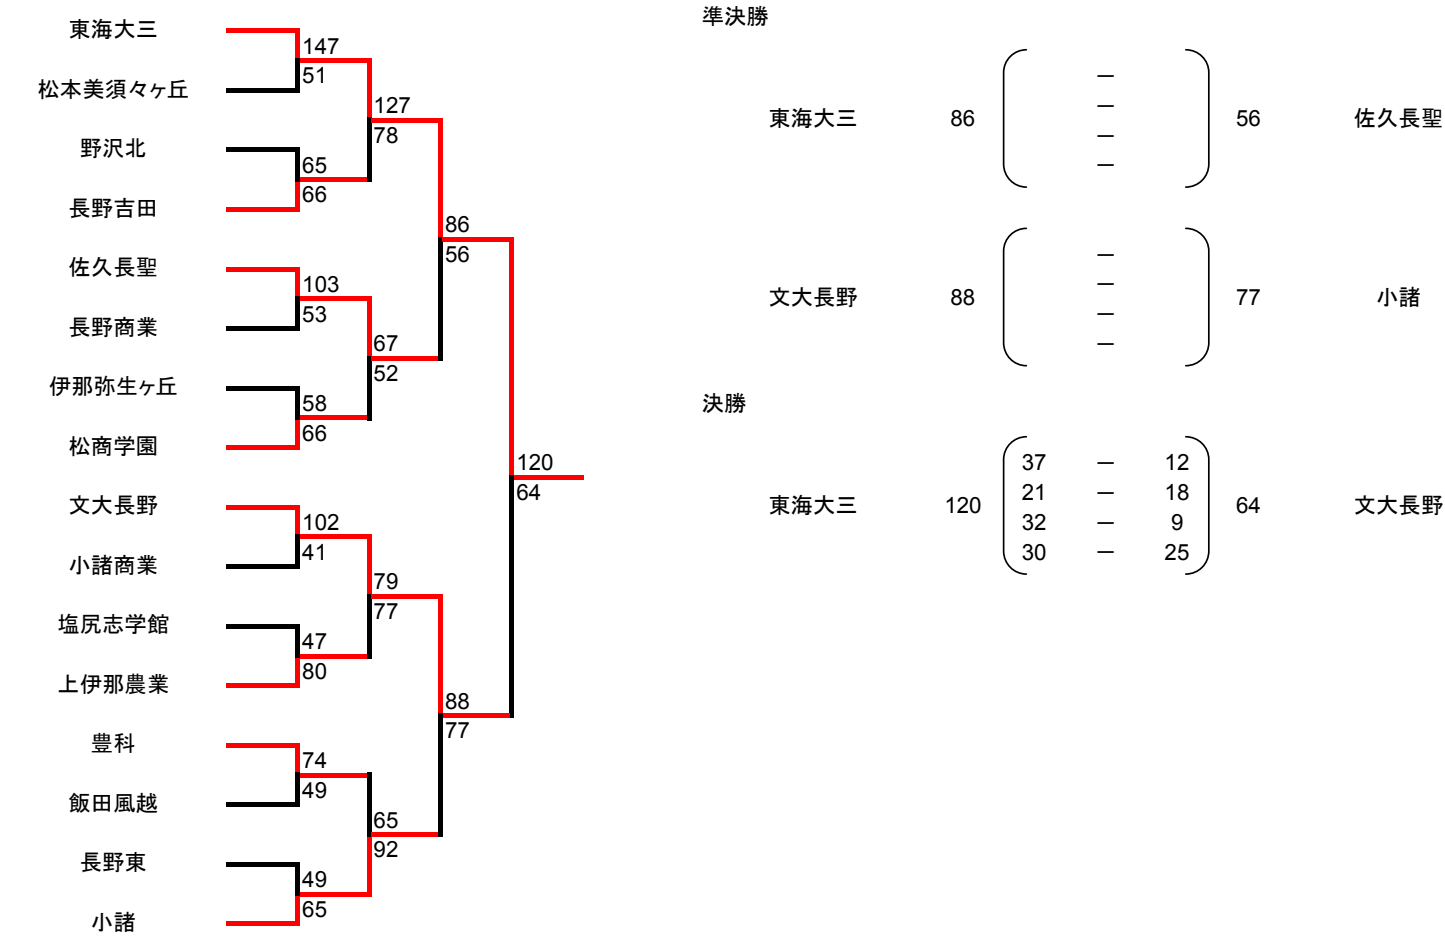 東海大三
147
51
松本美須々ヶ丘
127
78
野沢北
65
66
長野吉田
86
56
佐久長聖
103
53
長野商業
67
52
伊那弥生ヶ丘
58
66
松商学園
120
64
文大長野
102
41
小諸商業
79
77
塩尻志学館
47
80
上伊那農業
88
77
豊科
74
49
飯田風越
65
92
長野東
49
65
小諸
準決勝
—
—
東海大三 86 56 佐久長聖
—
—
—
—
文大長野 88 77 小諸
—
—
決勝
37 — 12
21 — 18
東海大三 120 64 文大長野
32 — 9
30 — 25